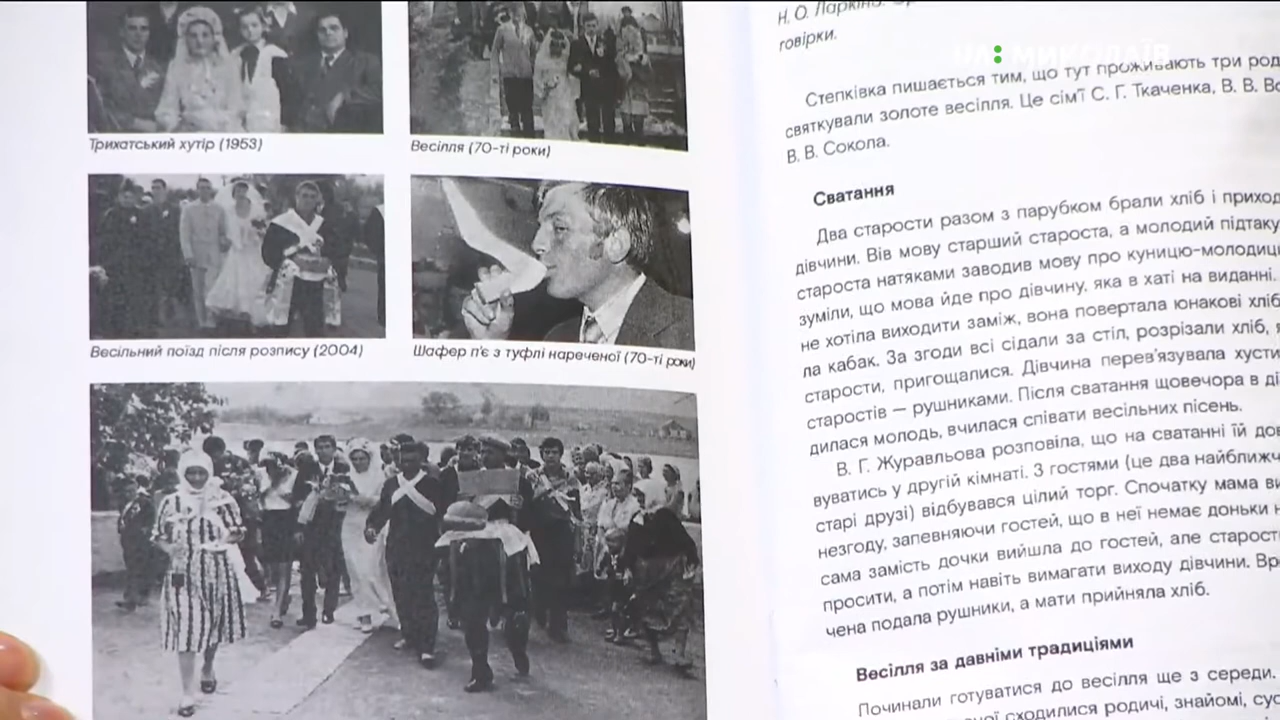 Трихатський хутір (1953)
Весілля (70-ті роки)
Весільний поїзд після розпису (2004)
Шафер п'є з туфлі нареченої (70-ті роки)
UA: МИКОЛАЇВ
Н. О. Ларкіна.
говірки.
Степківка пишається тим, що тут проживають три род
святкували золоте весілля. Це сім'ї С. Г. Ткаченка, В. В.
В. В. Сокола.
Сватання
Два старости разом з парубком брали хліб і приход
дівчини. Вів мову старший староста, а молодий підтаку
староста натяками заводив мову про куницю-молодиц
зуміли, що мова йде про дівчину, яка в хаті на виданні.
не хотіла виходити заміж, вона повертала юнакові хліб
ла кабак. За згоди всі сідали за стіл, розрізали хліб,
старости, пригощалися. Дівчина перев'язувала хусти
старостів — рушниками. Після сватання щовечора в ді
дилася молодь, вчилася співати весільних пісень.
В. Г. Журавльова розповіла, що на сватанні їй дов
вуватись у другій кімнаті. З гостями (це два найближч
старі друзі) відбувався цілий торг. Спочатку мама ви
незгоду, запевняючи гостей, що в неї немає доньки н
сама замість дочки вийшла до гостей, але старост
просити, а потім навіть вимагати виходу дівчини. Вр
чена подала рушники, а мати прийняла хліб.
Весілля за давніми традиціями
Починали готуватися до весілля ще з середи.
сходилися родичі, знайомі, сус